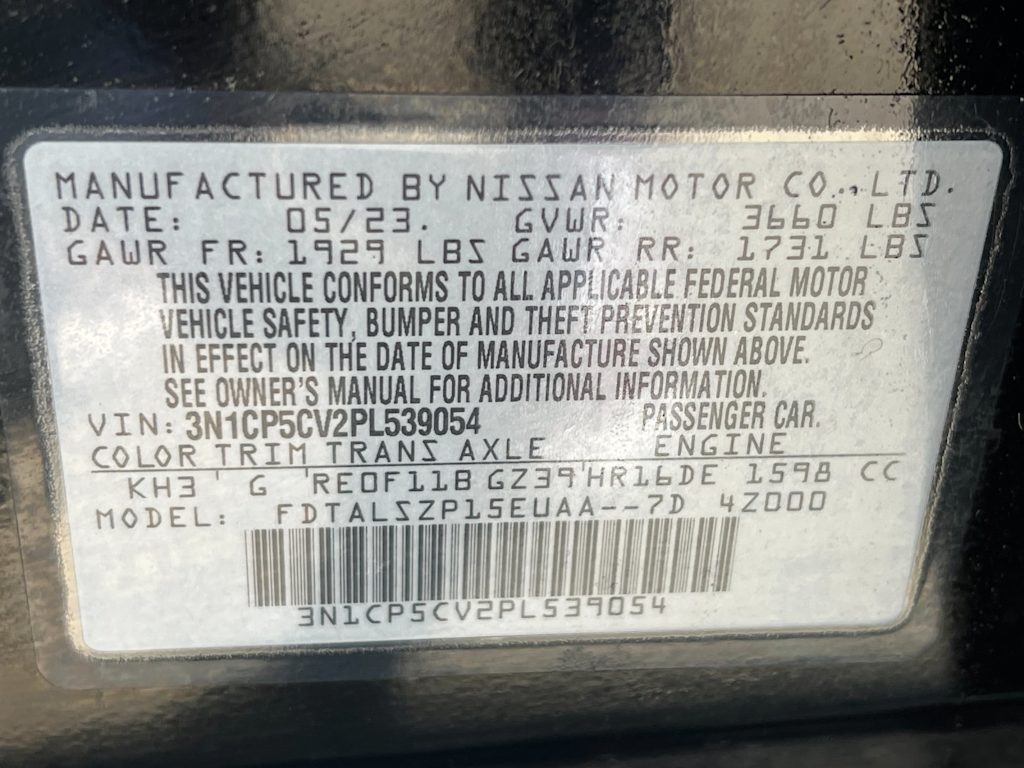 MANUFACTURED BY NISSAN MOTOR CO., LTD.
DATE: 05/23. GVWR: 3660 LBS
GAWR FR: 1929 LBS GAWR RR: 1731 LBS
THIS VEHICLE CONFORMS TO ALL APPLICABLE FEDERAL MOTOR
VEHICLE SAFETY, BUMPER AND THEFT PREVENTION STANDARDS
IN EFFECT ON THE DATE OF MANUFACTURE SHOWN ABOVE.
SEE OWNER'S MANUAL FOR ADDITIONAL INFORMATION.
VIN: 3N1CP5CV2PL539054 PASSENGER CAR.
COLOR TRIM TRANS AXLE ENGINE
KH3 G RE0F11B GZ39 HR16DE 1598 CC
MODEL: FDTALSZP15EUAA--7D 4Z000
3N1CP5CV2PL539054